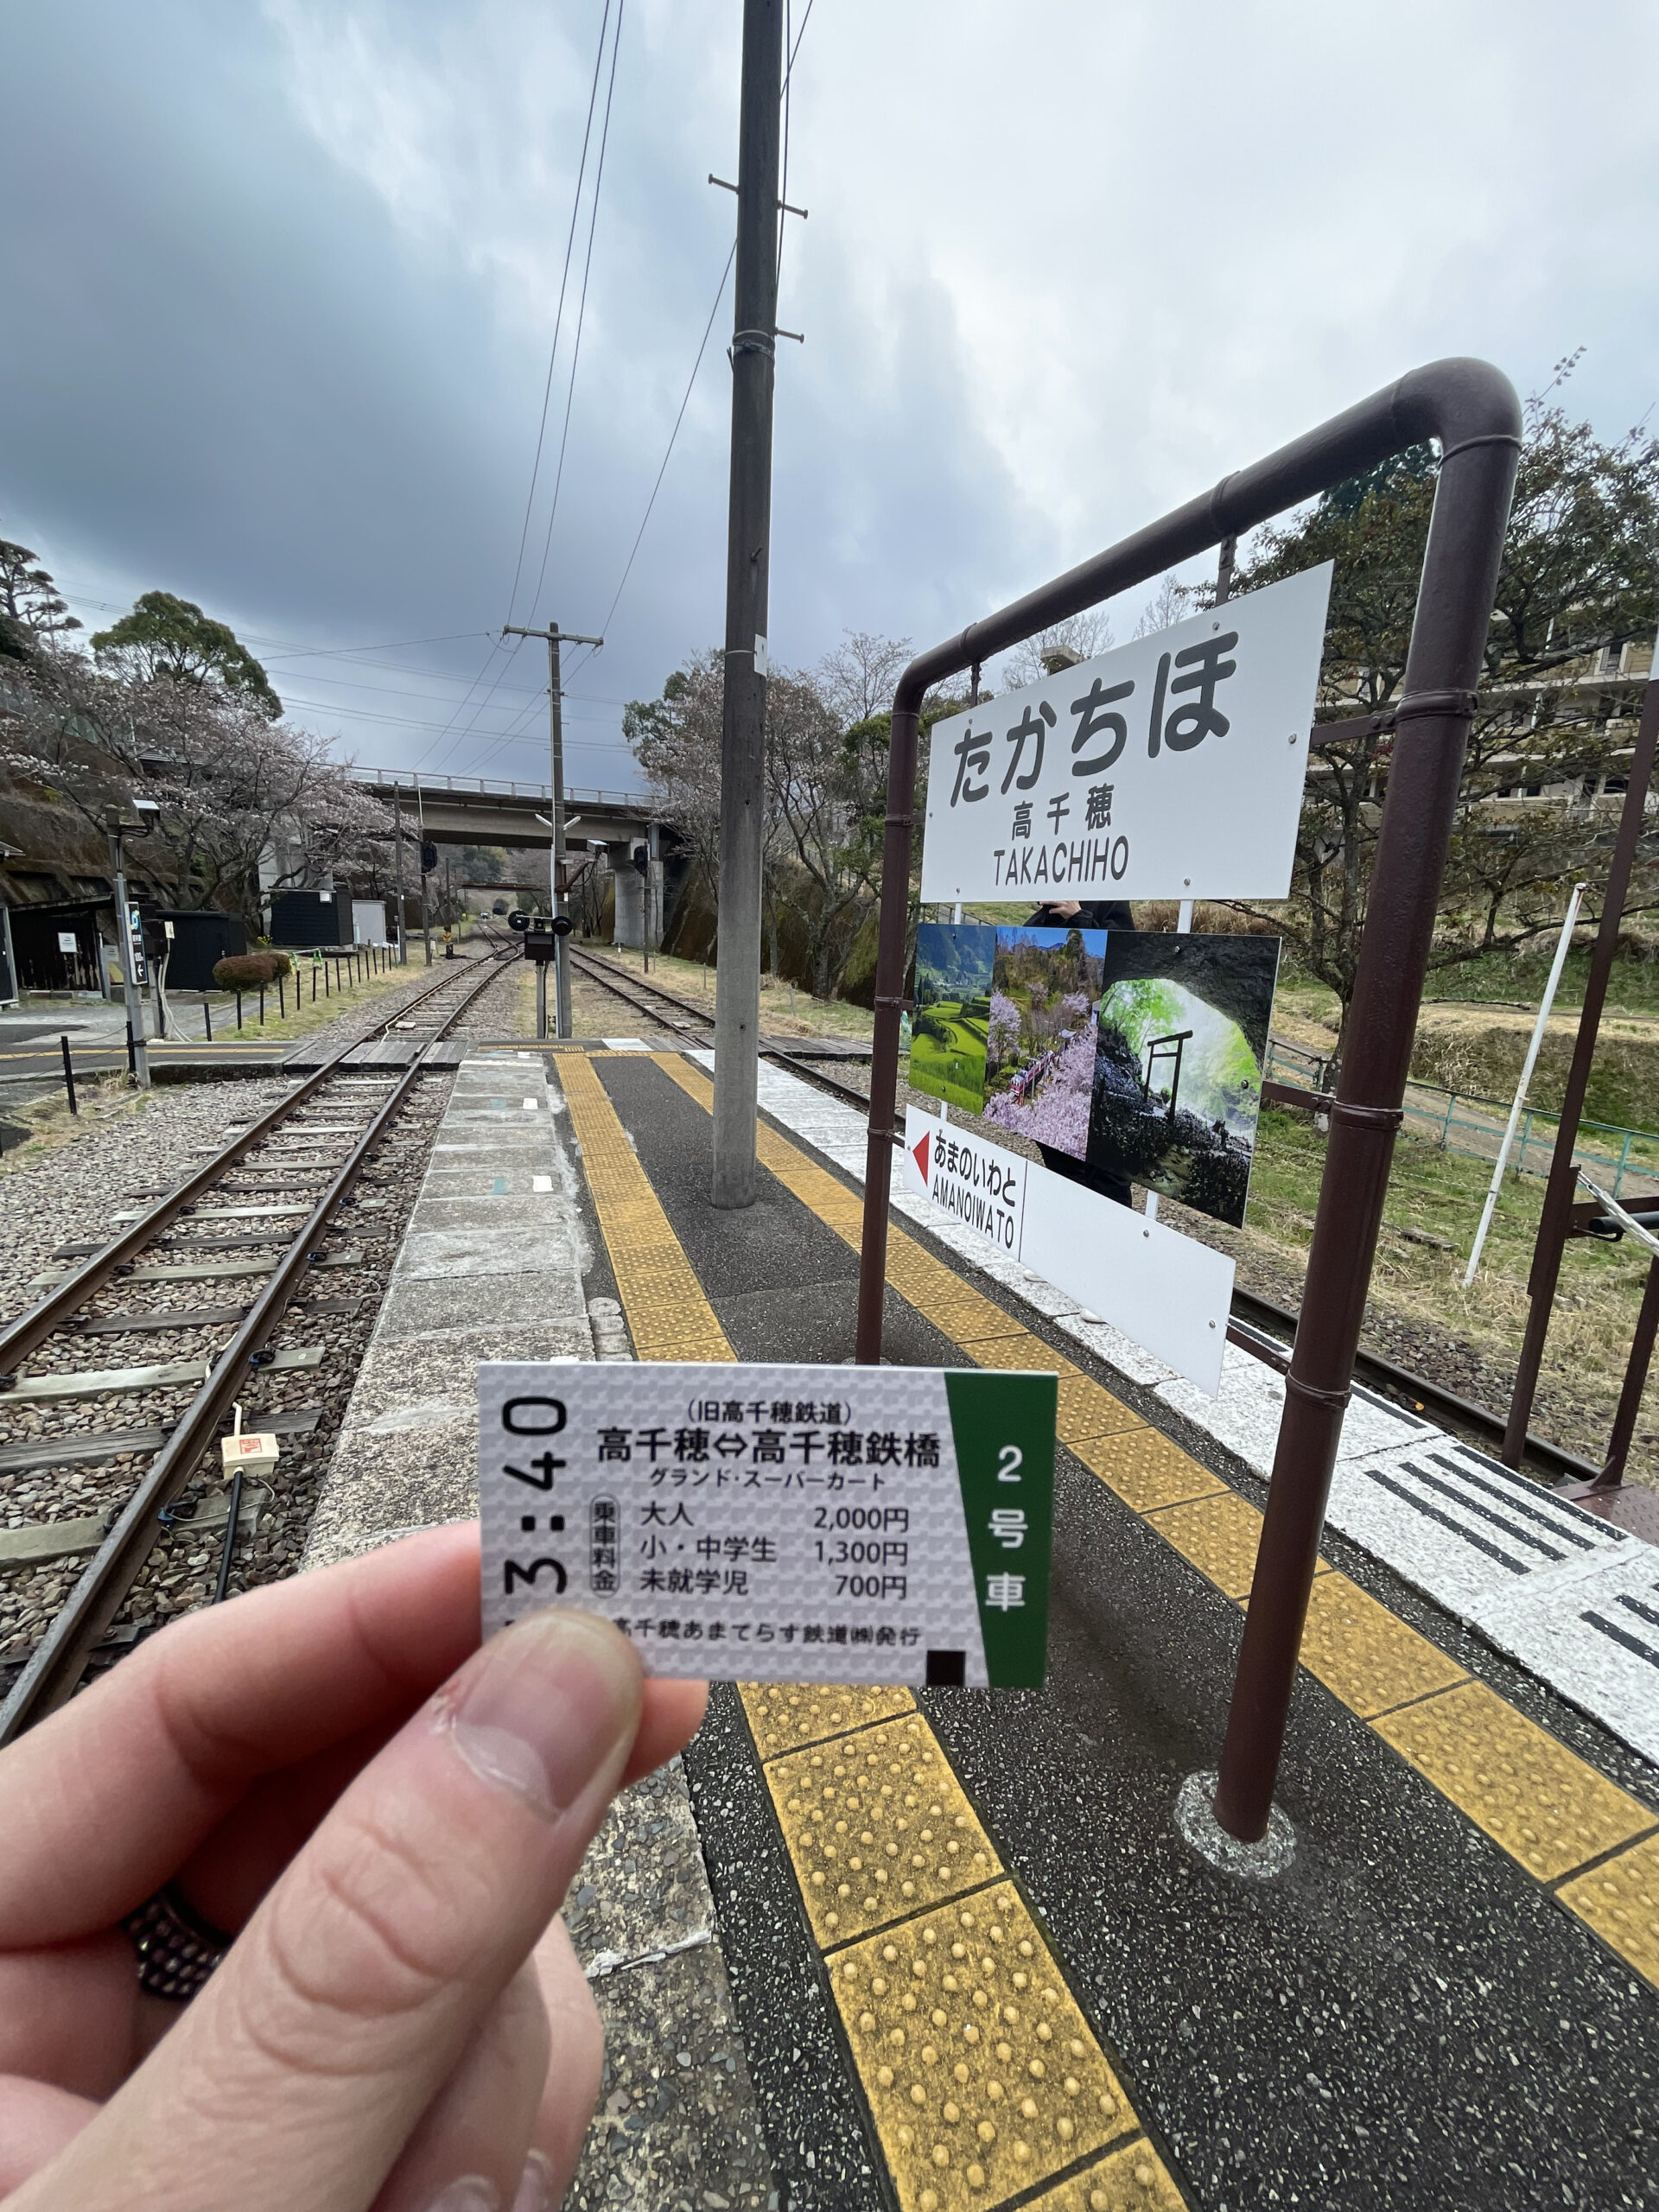 たかちほ
高千穂
TAKACHIHO
あまのいわと
AMANOIWATO
3:40
(旧高千穂鉄道)
高千穂⇔高千穂鉄橋
グランド・スーパーカート
乗車料金
大人 2,000円
小・中学生 1,300円
未就学児 700円
高千穂あまてらす鉄道㈱発行
2号車